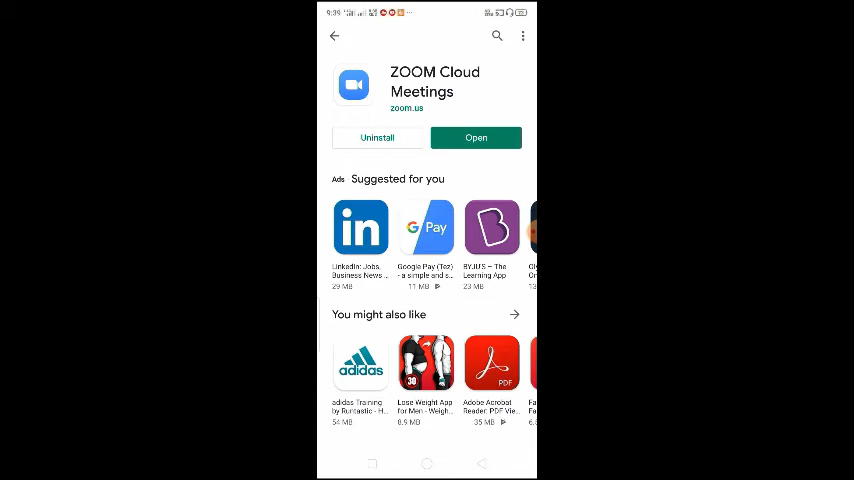 9:39
ZOOM Cloud
Meetings
zoom.us
Uninstall
Open
Ads Suggested for you
in
G Pay
B
LinkedIn: Jobs,
Business News ...
29 MB
Google Pay (Tez)
- a simple and s...
11 MB
BYJU'S – The
Learning App
23 MB
You might also like
adidas
30
PDF
adidas Training
by Runtastic - H...
54 MB
Lose Weight App
for Men - Weigh...
8.9 MB
Adobe Acrobat
Reader: PDF Vie...
35 MB